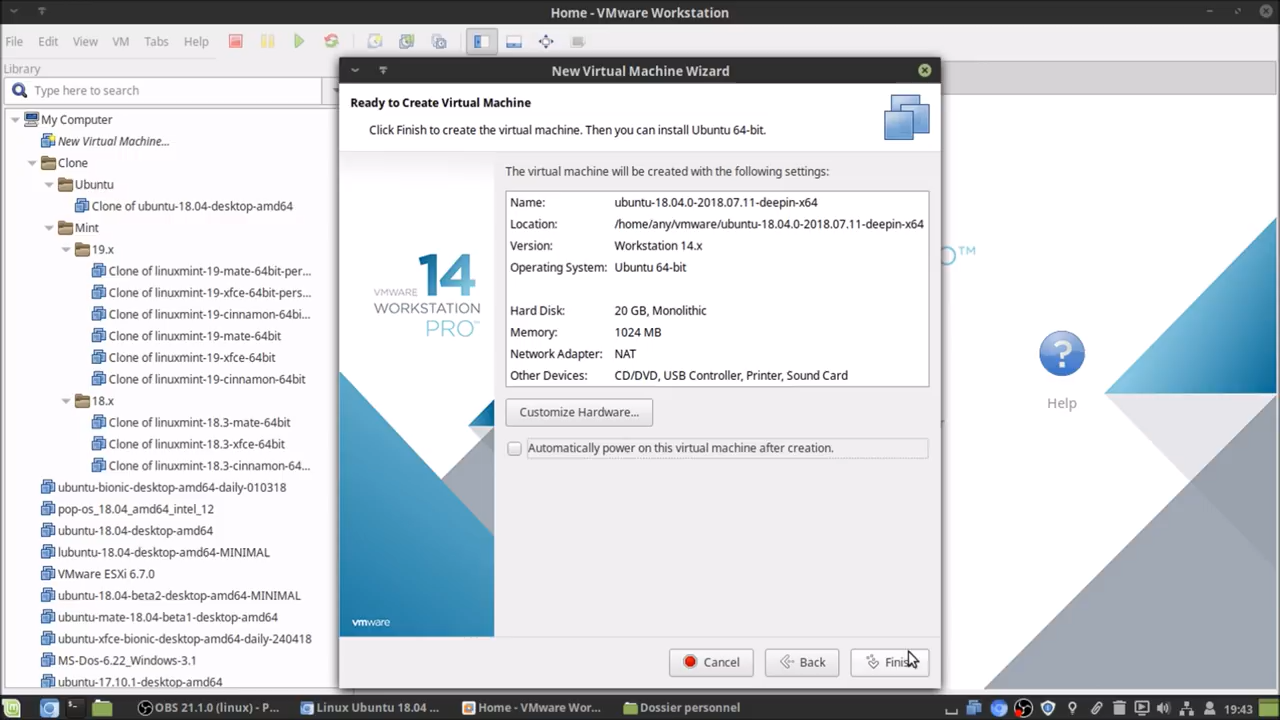 Home - VMware Workstation
File Edit View VM Tabs Help
Library
Type here to search
My Computer
New Virtual Machine...
Clone
Ubuntu
Clone of ubuntu-18.04-desktop-amd64
Mint
19.x
Clone of linuxmint-19-mate-64bit-per...
Clone of linuxmint-19-xfce-64bit-pers...
Clone of linuxmint-19-cinnamon-64bi...
Clone of linuxmint-19-mate-64bit
Clone of linuxmint-19-xfce-64bit
Clone of linuxmint-19-cinnamon-64bit
18.x
Clone of linuxmint-18.3-mate-64bit
Clone of linuxmint-18.3-xfce-64bit
Clone of linuxmint-18.3-cinnamon-64...
ubuntu-bionic-desktop-amd64-daily-010318
pop-os_18.04_amd64_intel_12
ubuntu-18.04-desktop-amd64
lubuntu-18.04-desktop-amd64-MINIMAL
VMware ESXi 6.7.0
ubuntu-18.04-beta2-desktop-amd64-MINIMAL
ubuntu-mate-18.04-beta1-desktop-amd64
ubuntu-xfce-bionic-desktop-amd64-daily-240418
MS-Dos-6.22_Windows-3.1
ubuntu-17.10.1-desktop-amd64
New Virtual Machine Wizard
Ready to Create Virtual Machine
Click Finish to create the virtual machine. Then you can install Ubuntu 64-bit.
14
VMWARE
WORKSTATION
PRO™
vmware
The virtual machine will be created with the following settings:
Name: ubuntu-18.04.0-2018.07.11-deepin-x64
Location: /home/any/vmware/ubuntu-18.04.0-2018.07.11-deepin-x64
Version: Workstation 14.x
Operating System: Ubuntu 64-bit
Hard Disk: 20 GB, Monolithic
Memory: 1024 MB
Network Adapter: NAT
Other Devices: CD/DVD, USB Controller, Printer, Sound Card
Customize Hardware...
Automatically power on this virtual machine after creation.
Cancel Back
O™
?
Help
OBS 21.1.0 (linux) - P... Linux Ubuntu 18.04 ... Home - VMware Wor... Dossier personnel 19:43